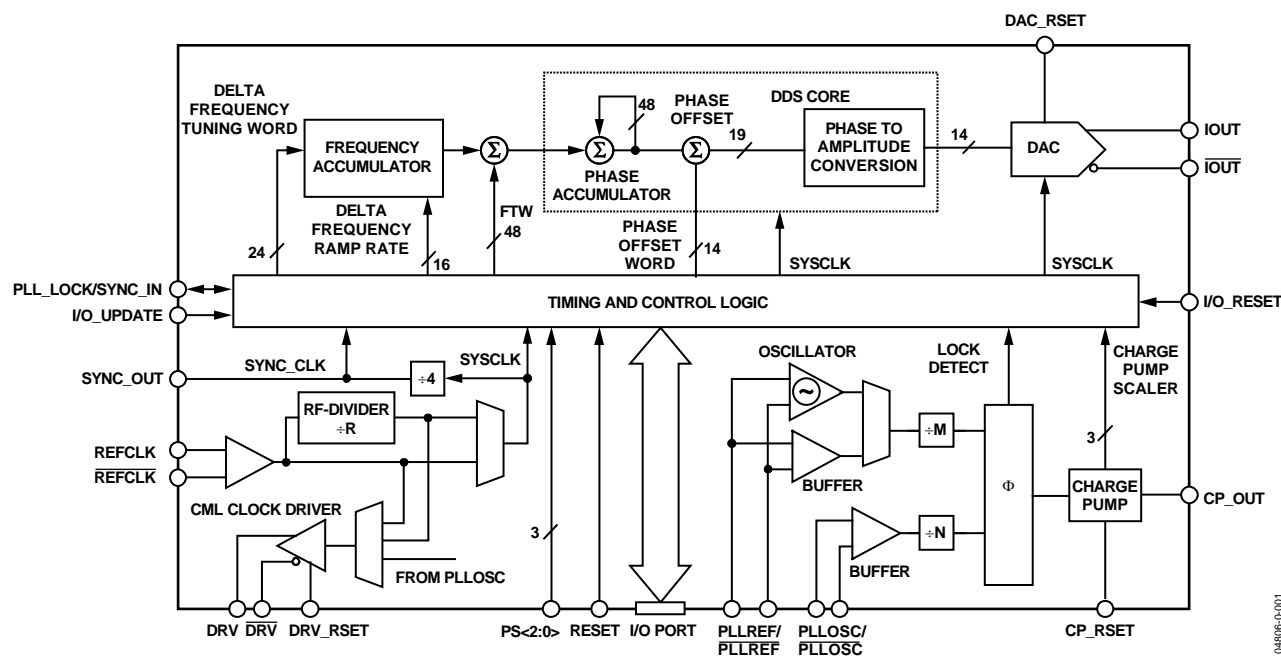 DAC_RSET
DELTA
FREQUENCY
TUNING WORD
FREQUENCY
ACCUMULATOR
DELTA
FREQUENCY
RAMP RATE
24
16
Σ
FTW
48
48
Σ
PHASE
ACCUMULATOR
PHASE
OFFSET
Σ
19
DDS CORE
PHASE TO
AMPLITUDE
CONVERSION
14
PHASE
OFFSET
WORD
14
SYSCLK
DAC
SYSCLK
IOUT
IOUT
PLL_LOCK/SYNC_IN
I/O_UPDATE
TIMING AND CONTROL LOGIC
I/O_RESET
SYNC_OUT
SYNC_CLK
÷4
SYSCLK
RF-DIVIDER
÷R
REFCLK
REFCLK
CML CLOCK DRIVER
FROM PLLOSC
3
OSCILLATOR
~
BUFFER
÷M
BUFFER
÷N
LOCK
DETECT
Φ
CHARGE
PUMP
SCALER
3
CHARGE
PUMP
CP_OUT
DRV
DRV
DRV_RSET
PS<2:0>
RESET
I/O PORT
PLLREF/
PLLREF
PLLOSC/
PLLOSC
CP_RSET
04806-0-001